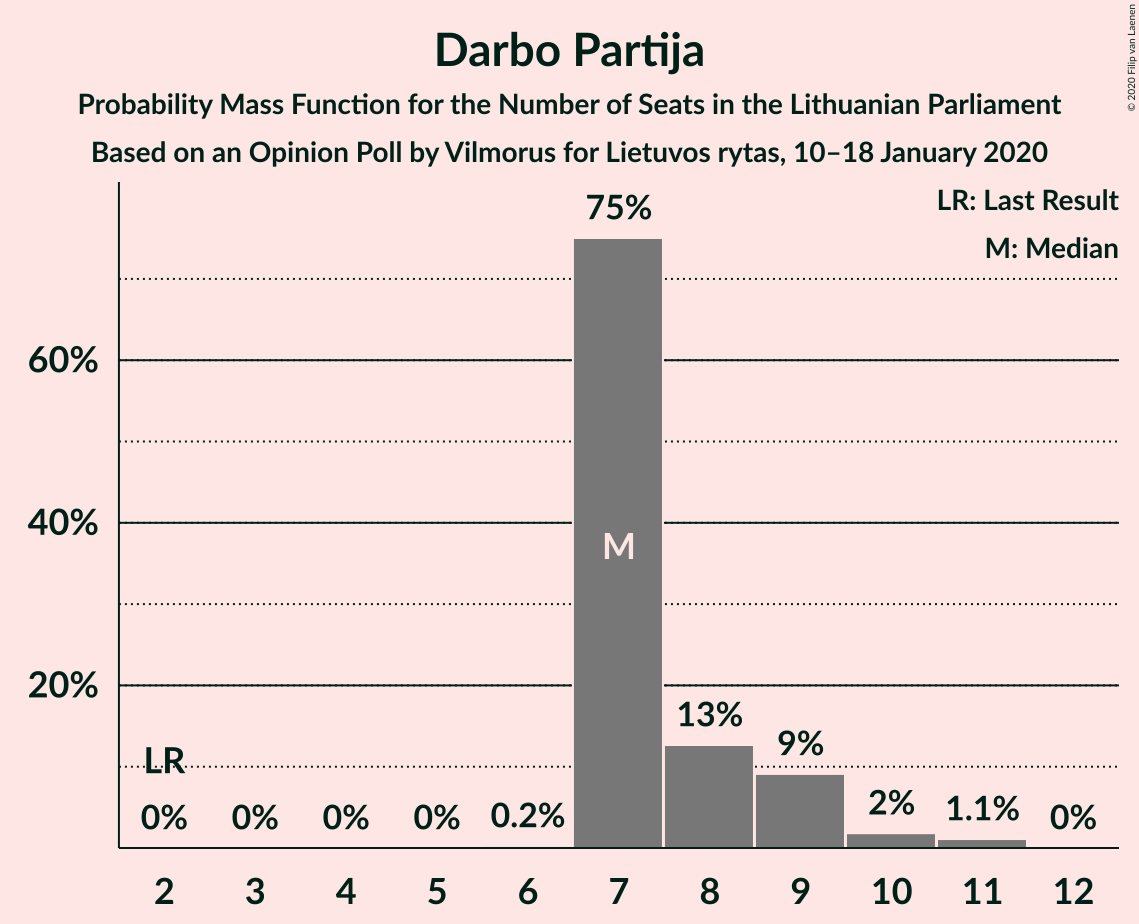 Darbo Partija
Probability Mass Function for the Number of Seats in the Lithuanian Parliament
Based on an Opinion Poll by Vilmorus for Lietuvos rytas, 10–18 January 2020
© 2020 Filip van Laenen
LR: Last Result
M: Median
75%
60%
40%
M
20%
13%
9%
LR
2%
1.1%
0% 0% 0% 0% 0.2% 0%
2 3 4 5 6 7 8 9 10 11 12